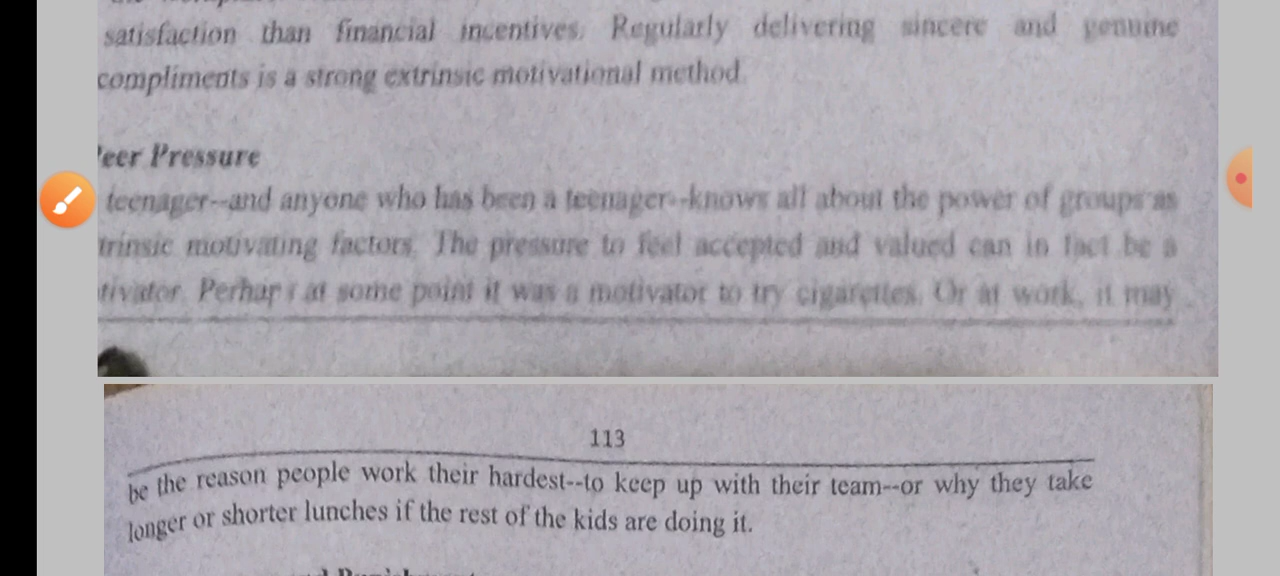 satisfaction than financial incentives. Regularly delivering sincere and genuine
compliments is a strong extrinsic motivational method.
eer Pressure
teenager--and anyone who has been a teenager--knows all about the power of groups as
trinsic motivating factors. The pressure to feel accepted and valued can in fact be a
tivator. Perhaps at some point it was a motivator to try cigarettes. Or at work, it may
113
be the reason people work their hardest--to keep up with their team--or why they take
longer or shorter lunches if the rest of the kids are doing it.